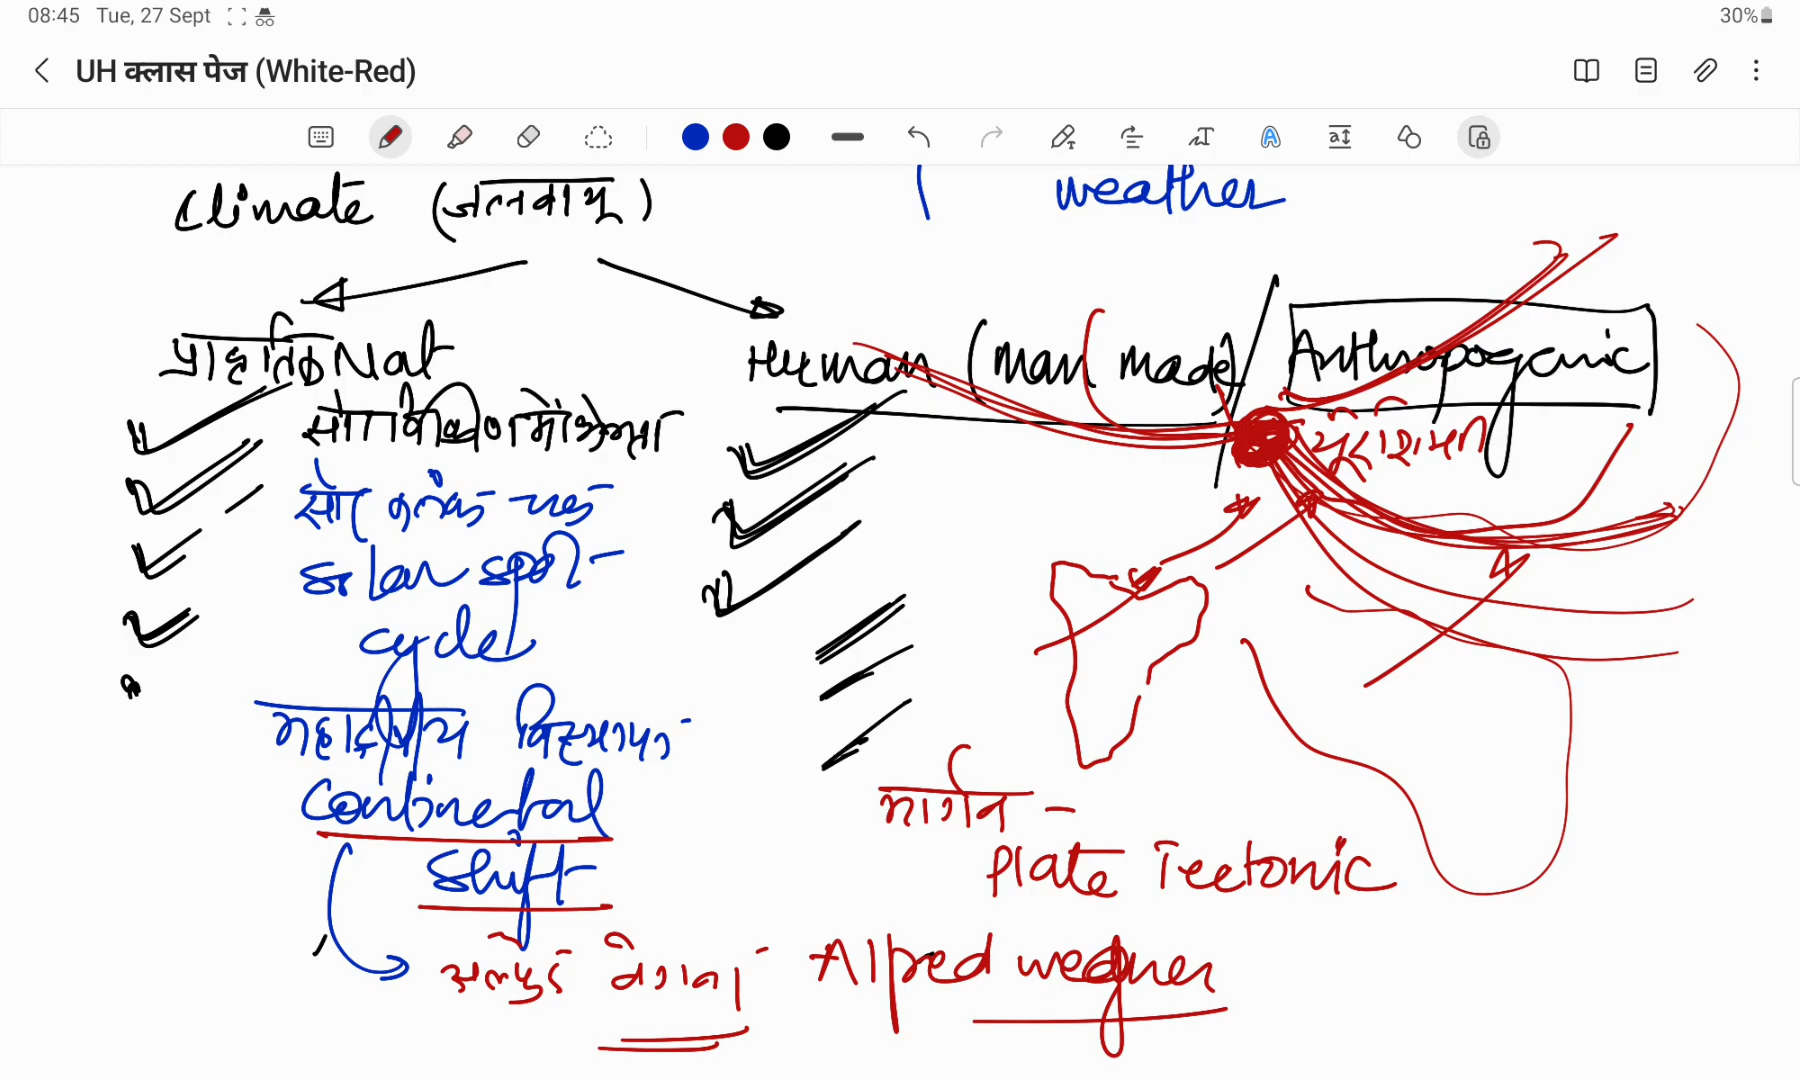 08:45 Tue, 27 Sept
30%
UH क्लास पेज (White-Red)
Climate (जलवायु)
weather
प्राकृतिक Nat
Human (Man made) / Anthropogenic
सौर कलंक चक्र
Solar spot
cycle
महाद्वीपीय विस्थापन
Continental
Shift
Plate Tectonic
अल्फ्रेड वेगनर Alfred wegner